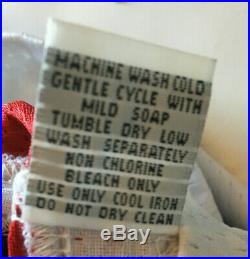 MACHINE WASH COLD
GENTLE CYCLE WITH
MILD SOAP
TUMBLE DRY LOW
WASH SEPARATELY
NON CHLORINE
BLEACH ONLY
USE ONLY COOL IRON
DO NOT DRY CLEAN